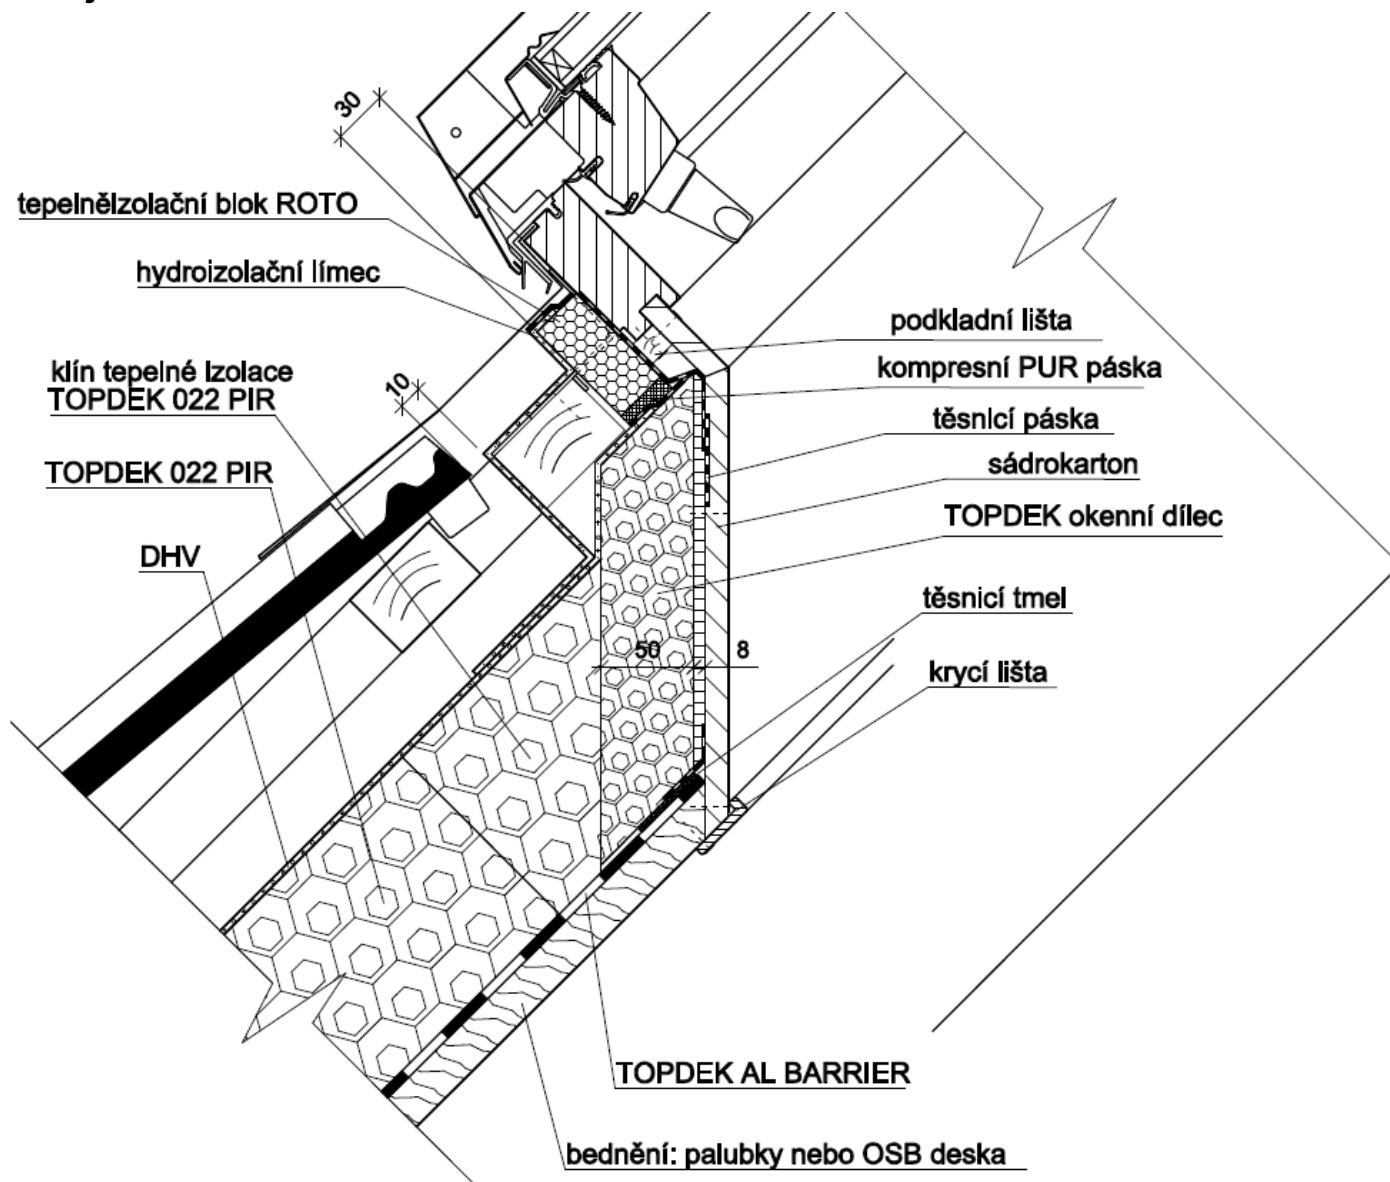 30
tepelněizolační blok ROTO
hydroizolační límec
podkladní lišta
kompresní PUR páska
klín tepelné Izolace
TOPDEK 022 PIR
10
těsnicí páska
TOPDEK 022 PIR
sádrokarton
TOPDEK okenní dílec
DHV
těsnicí tmel
50
8
krycí lišta
TOPDEK AL BARRIER
bednění: palubky nebo OSB deska